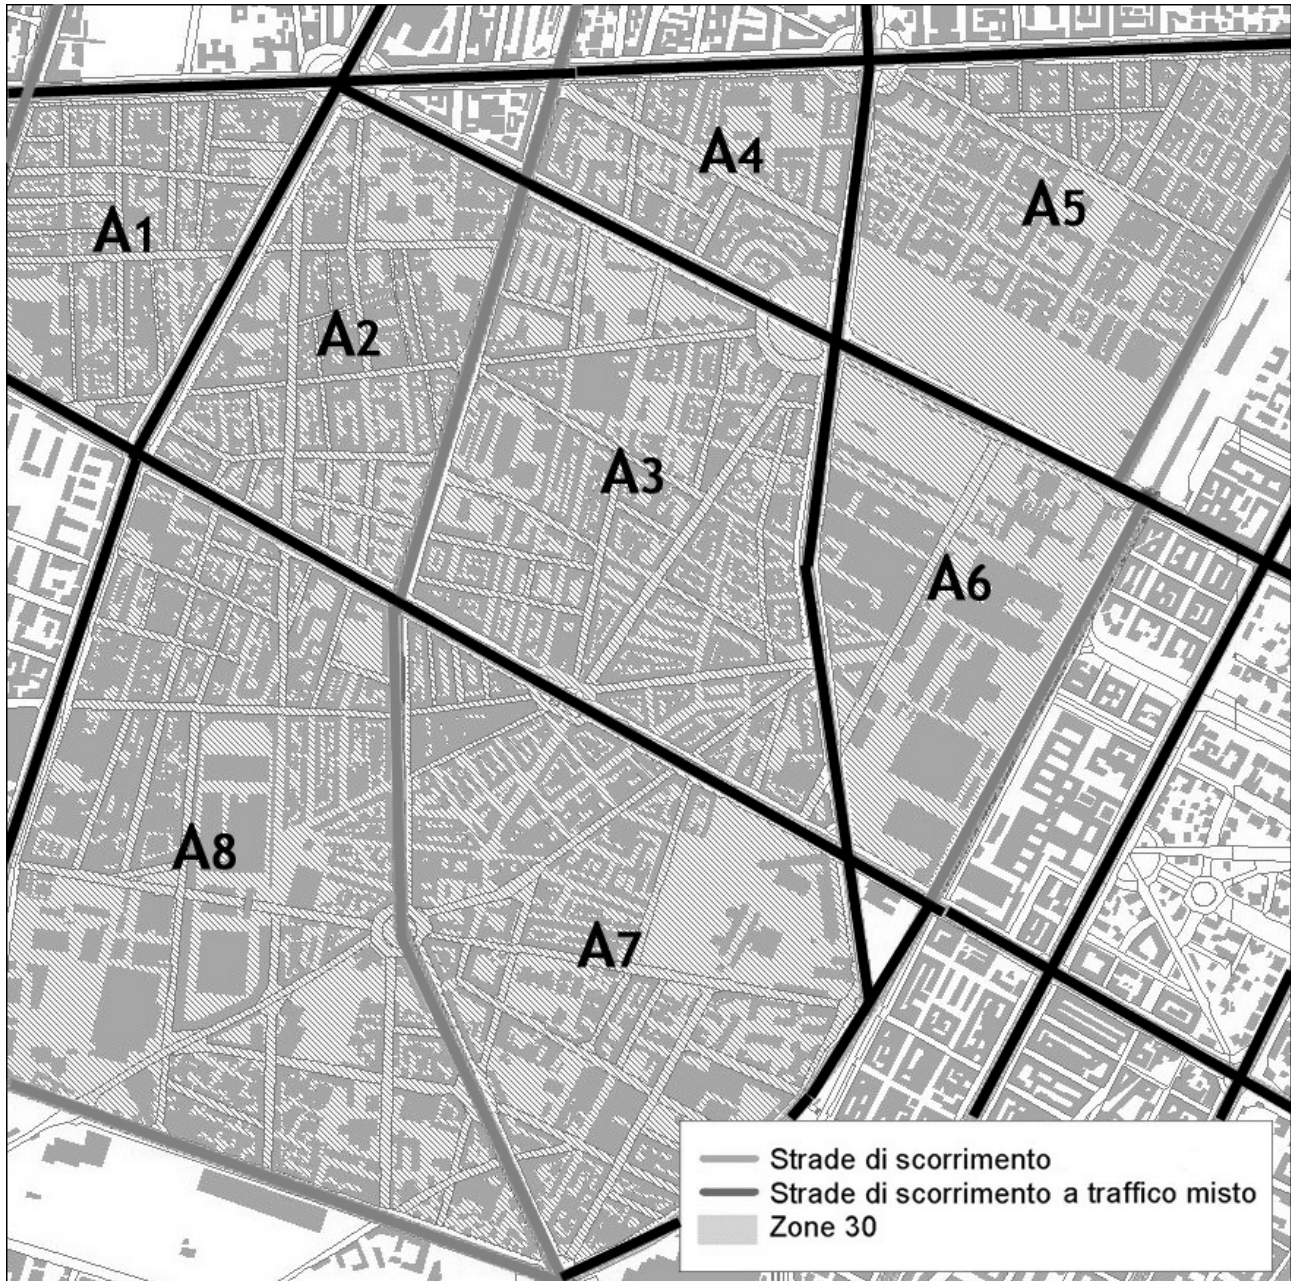 A4
A5
A1
A2
A3
A6
A8
A7
Strade di scorrimento
Strade di scorrimento a traffico misto
Zone 30